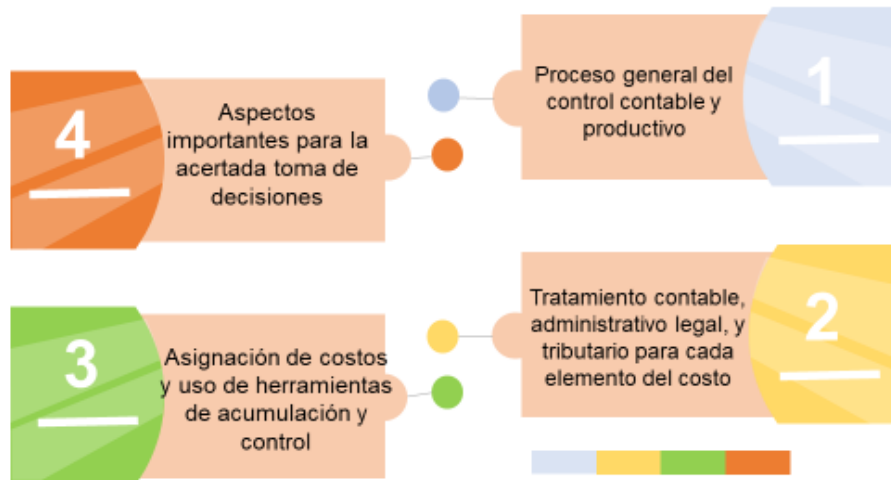 1
Proceso general del
control contable y
productivo
2
Tratamiento contable,
administrativo legal, y
tributario para cada
elemento del costo
3
Asignación de costos
y uso de herramientas
de acumulación y
control
4
Aspectos
importantes para la
acertada toma de
decisiones